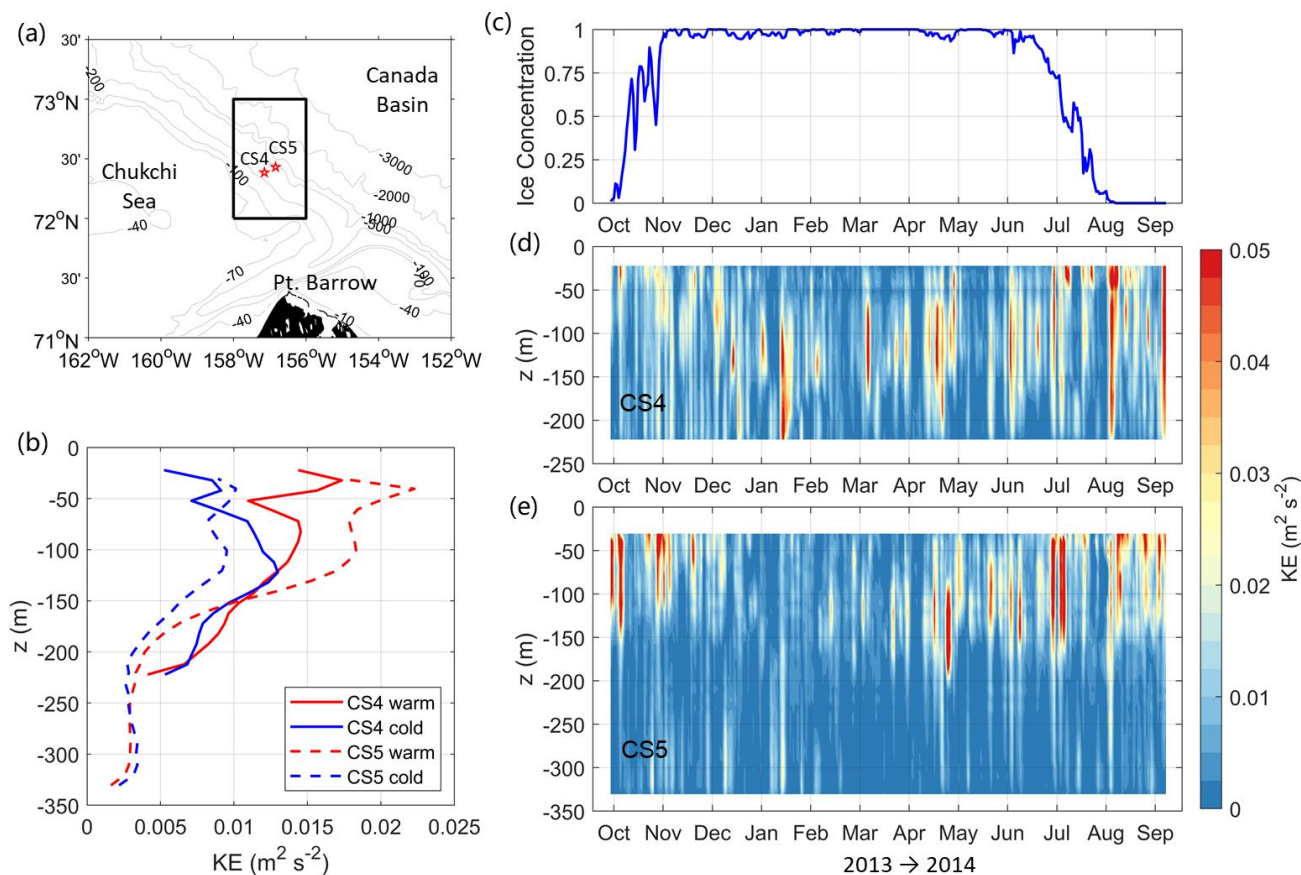 (a)
30'
73°N
30'
72°N
30'
71°N
162°W 160°W 158°W 156°W 154°W 152°W
-200
Canada
Basin
CS5
CS4
-100
-3000
-2000
-1000
-500
Chukchi
Sea
-40
-70
-100
-70
Pt. Barrow
-40
-10
-40
(b)
0
-50
-100
-150
-200
-250
-300
-350
z (m)
CS4 warm
CS4 cold
CS5 warm
CS5 cold
0 0.005 0.01 0.015 0.02 0.025
KE (m² s⁻²)
(c)
1
0.75
0.5
0.25
0
Ice Concentration
Oct Nov Dec Jan Feb Mar Apr May Jun Jul Aug Sep
(d)
0
-50
-100
-150
-200
-250
z (m)
CS4
Oct Nov Dec Jan Feb Mar Apr May Jun Jul Aug Sep
(e)
0
-50
-100
-150
-200
-250
-300
-350
z (m)
CS5
Oct Nov Dec Jan Feb Mar Apr May Jun Jul Aug Sep
2013 → 2014
0.05
0.04
0.03
0.02
0.01
0
KE (m² s⁻²)